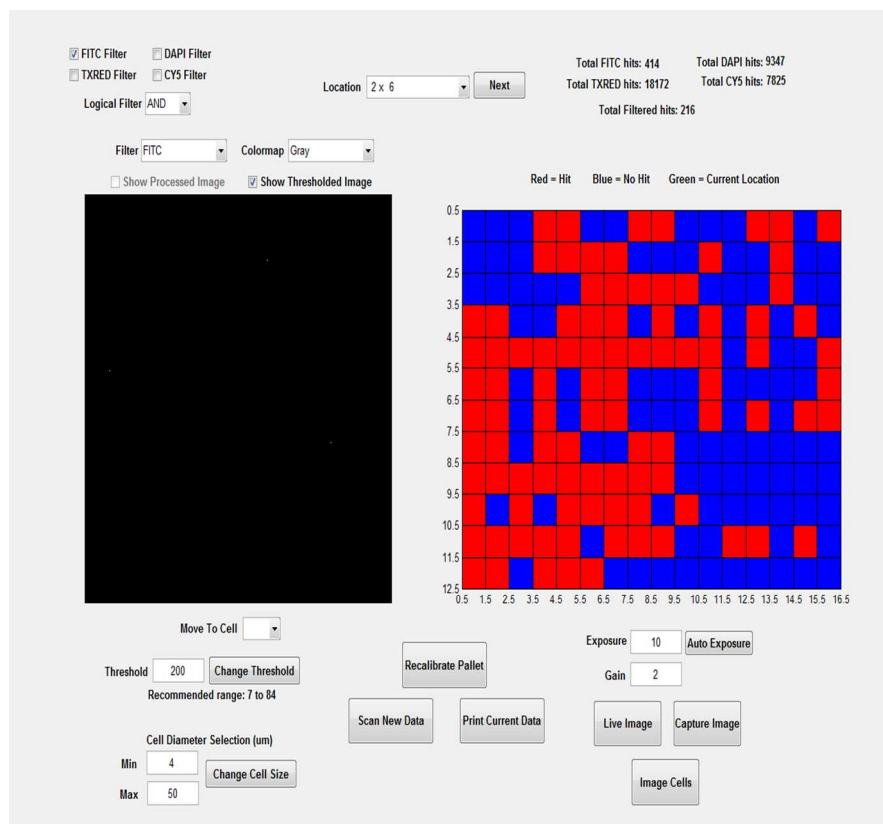 FITC Filter DAPI Filter
TXRED Filter CY5 Filter
Logical Filter AND
Location 2 x 6 Next
Total FITC hits: 414 Total DAPI hits: 9347
Total TXRED hits: 18172 Total CY5 hits: 7825
Total Filtered hits: 216
Filter FITC Colormap Gray
Show Processed Image Show Thresholded Image
Red = Hit Blue = No Hit Green = Current Location
0.5
1.5
2.5
3.5
4.5
5.5
6.5
7.5
8.5
9.5
10.5
11.5
12.5
0.5 1.5 2.5 3.5 4.5 5.5 6.5 7.5 8.5 9.5 10.5 11.5 12.5 13.5 14.5 15.5 16.5
Move To Cell
Threshold 200 Change Threshold
Recommended range: 7 to 84
Cell Diameter Selection (um)
Min 4
Change Cell Size
Max 50
Recalibrate Pallet
Scan New Data Print Current Data
Exposure 10 Auto Exposure
Gain 2
Live Image Capture Image
Image Cells